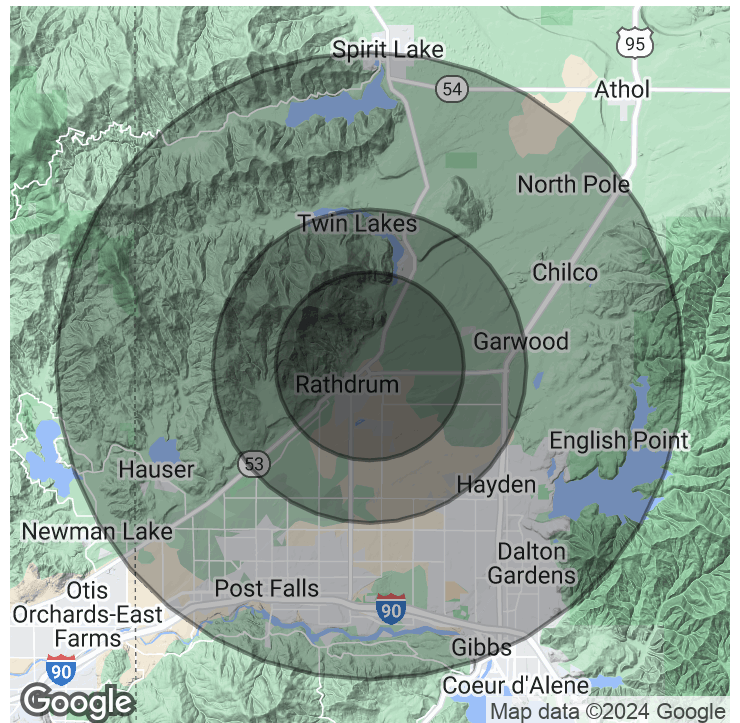 Spirit Lake
95
54
Athol
North Pole
Twin Lakes
Chilco
Garwood
Rathdrum
English Point
53
Hauser
Hayden
Newman Lake
Dalton
Gardens
Otis
Orchards-East
Farms
Post Falls
90
Gibbs
90
Coeur d'Alene
Google
Map data ©2024 Google